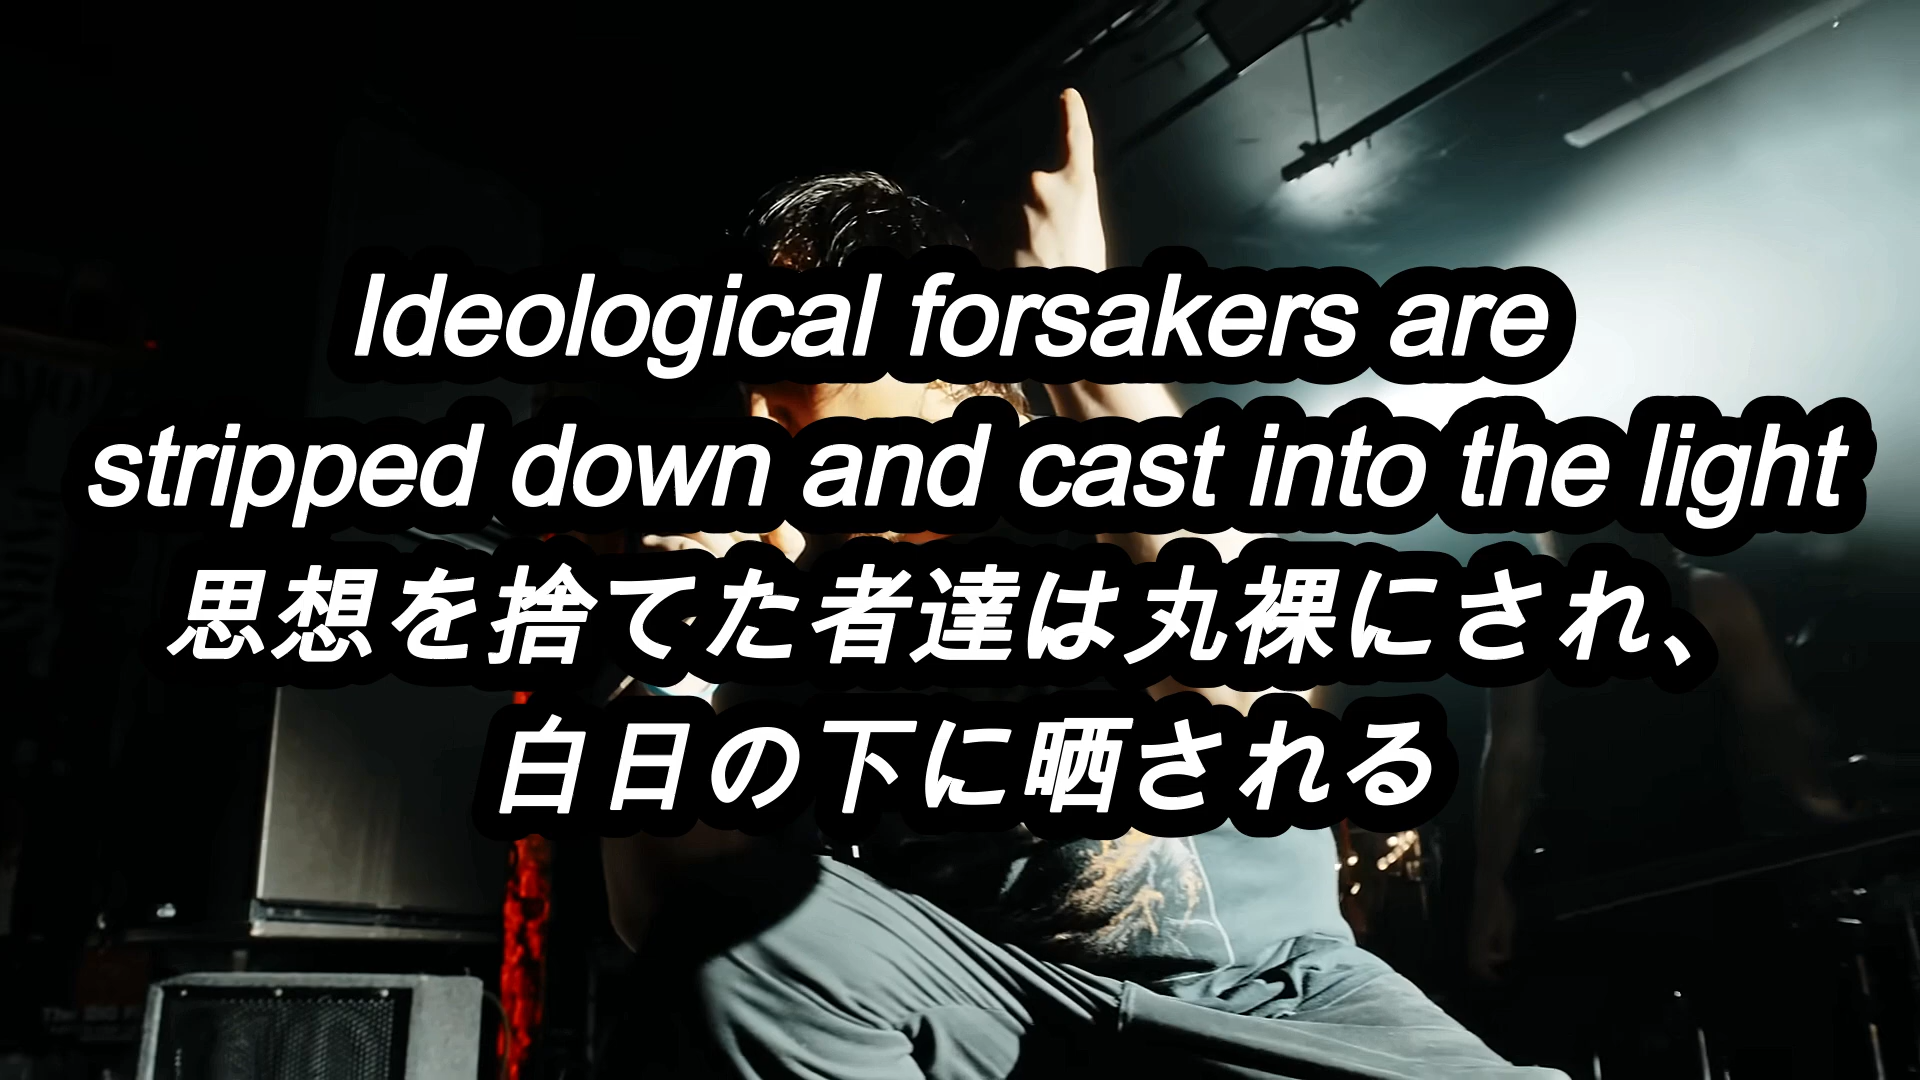 Ideological forsakers are
stripped down and cast into the light
思想を捨てた者達は丸裸にされ、
白日の下に晒される